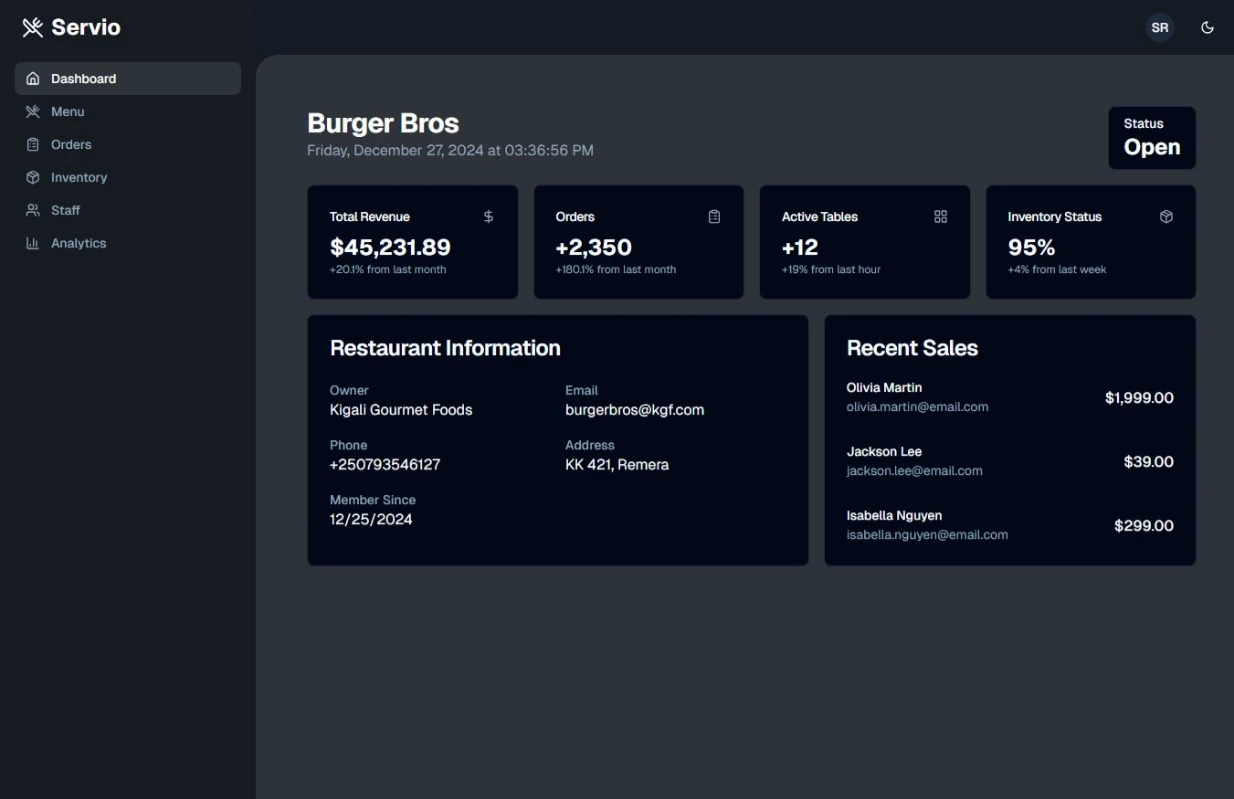 Servio
SR
Dashboard
Menu
Orders
Inventory
Staff
Analytics
Burger Bros
Friday, December 27, 2024 at 03:36:56 PM
Status
Open
Total Revenue
$45,231.89
+20.1% from last month
Orders
+2,350
+180.1% from last month
Active Tables
+12
+19% from last hour
Inventory Status
95%
+4% from last week
Restaurant Information
Owner
Kigali Gourmet Foods
Email
burgerbros@kgf.com
Phone
+250793546127
Address
KK 421, Remera
Member Since
12/25/2024
Recent Sales
Olivia Martin
olivia.martin@email.com
$1,999.00
Jackson Lee
jackson.lee@email.com
$39.00
Isabella Nguyen
isabella.nguyen@email.com
$299.00